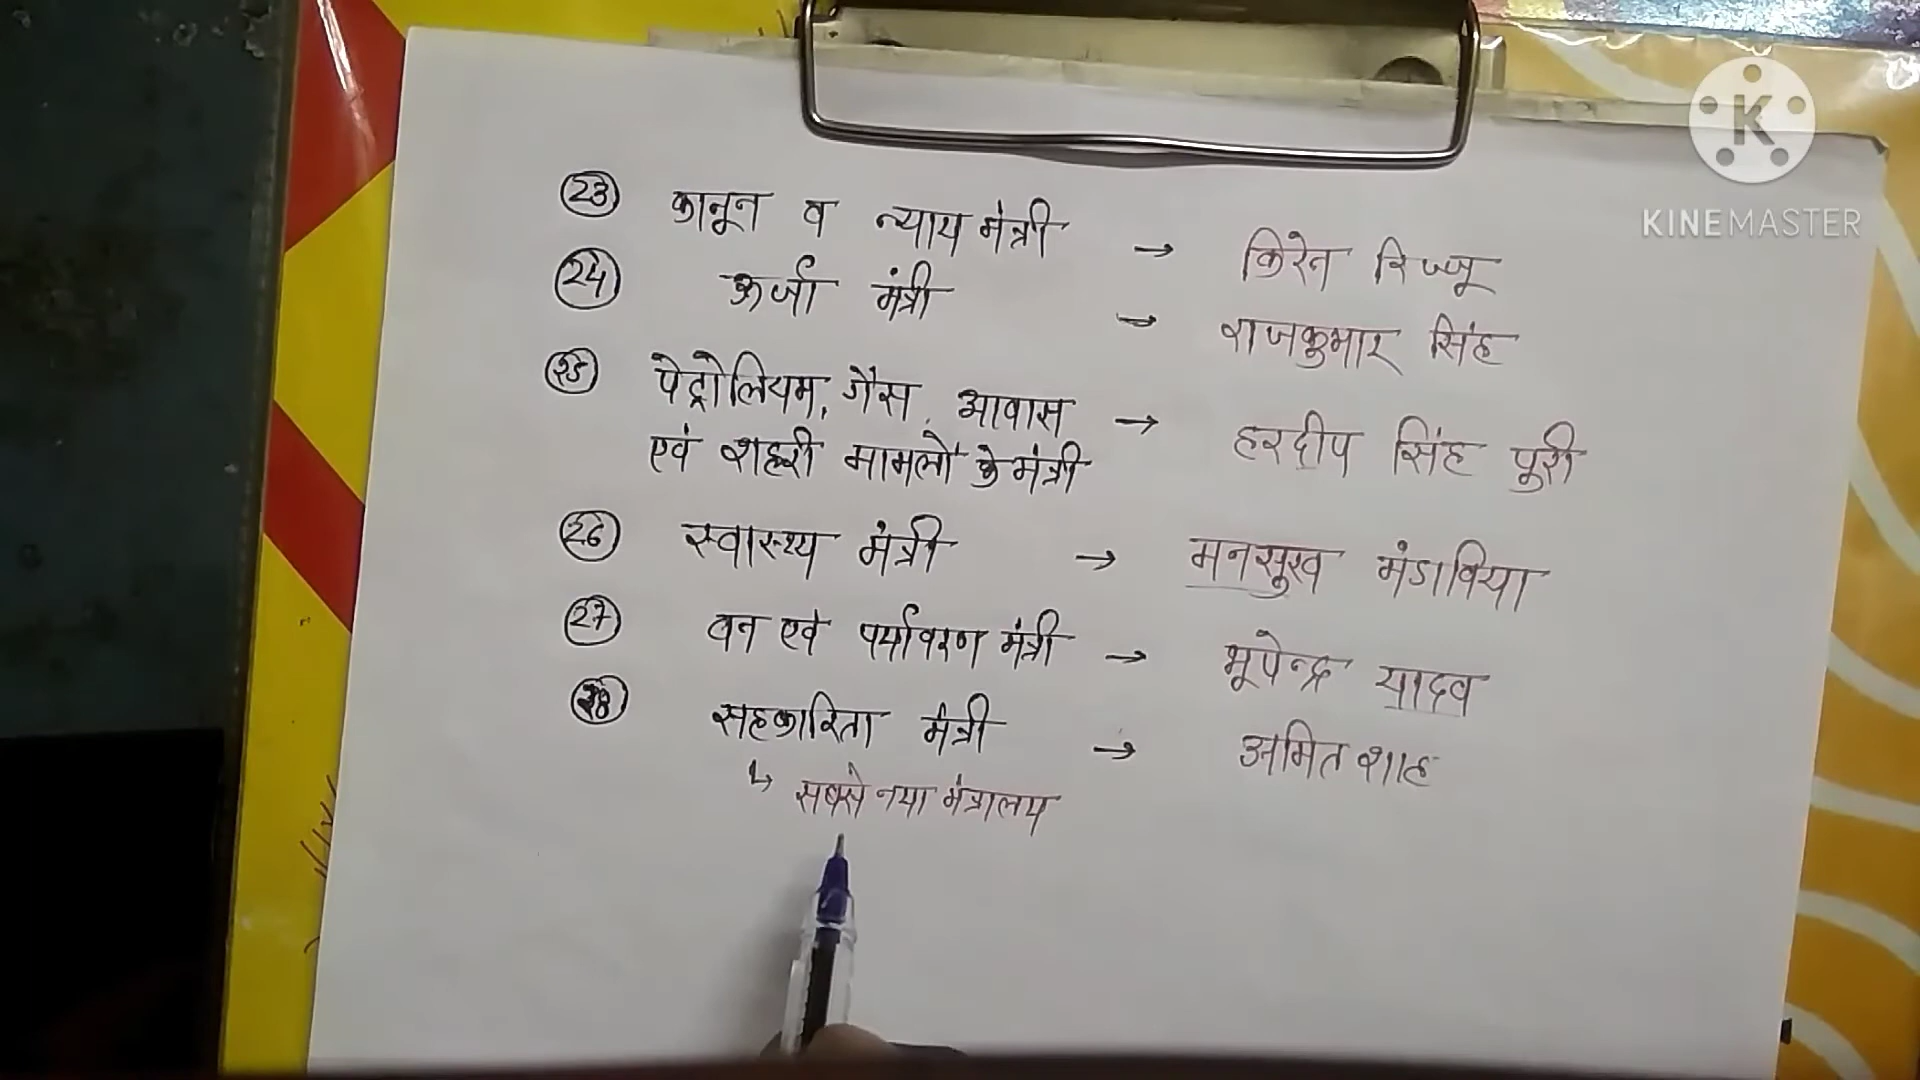 K
KINEMASTER
23 कानून व न्याय मंत्री → किरेन रिज्जू
24 ऊर्जा मंत्री → राजकुमार सिंह
25 पेट्रोलियम, गैस, आवास → हरदीप सिंह पूरी
एवं शहरी मामलों के मंत्री
26 स्वास्थ्य मंत्री → मनसुख मंडाविया
27 वन एवं पर्यावरण मंत्री → भूपेन्द्र यादव
28 सहकारिता मंत्री → अमित शाह
↳ सबसे नया मंत्रालय